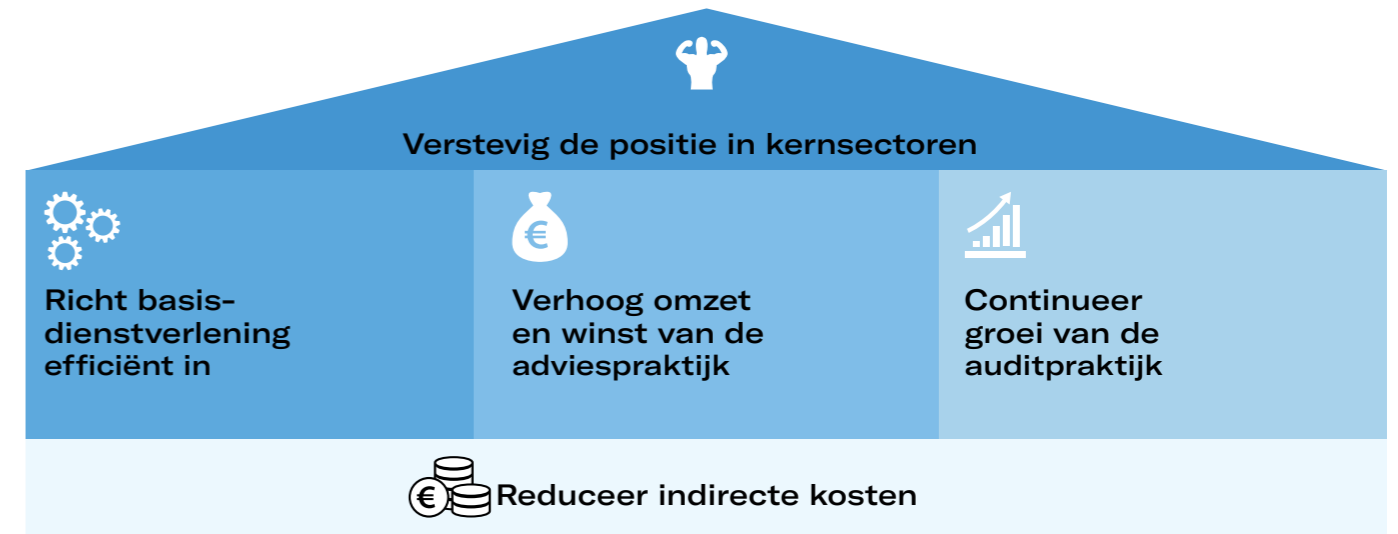 Verstevig de positie in kernsectoren
Richt basis-
dienstverlening
efficiënt in
€
Verhoog omzet
en winst van de
adviespraktijk
Continueer
groei van de
auditpraktijk
€
Reduceer indirecte kosten